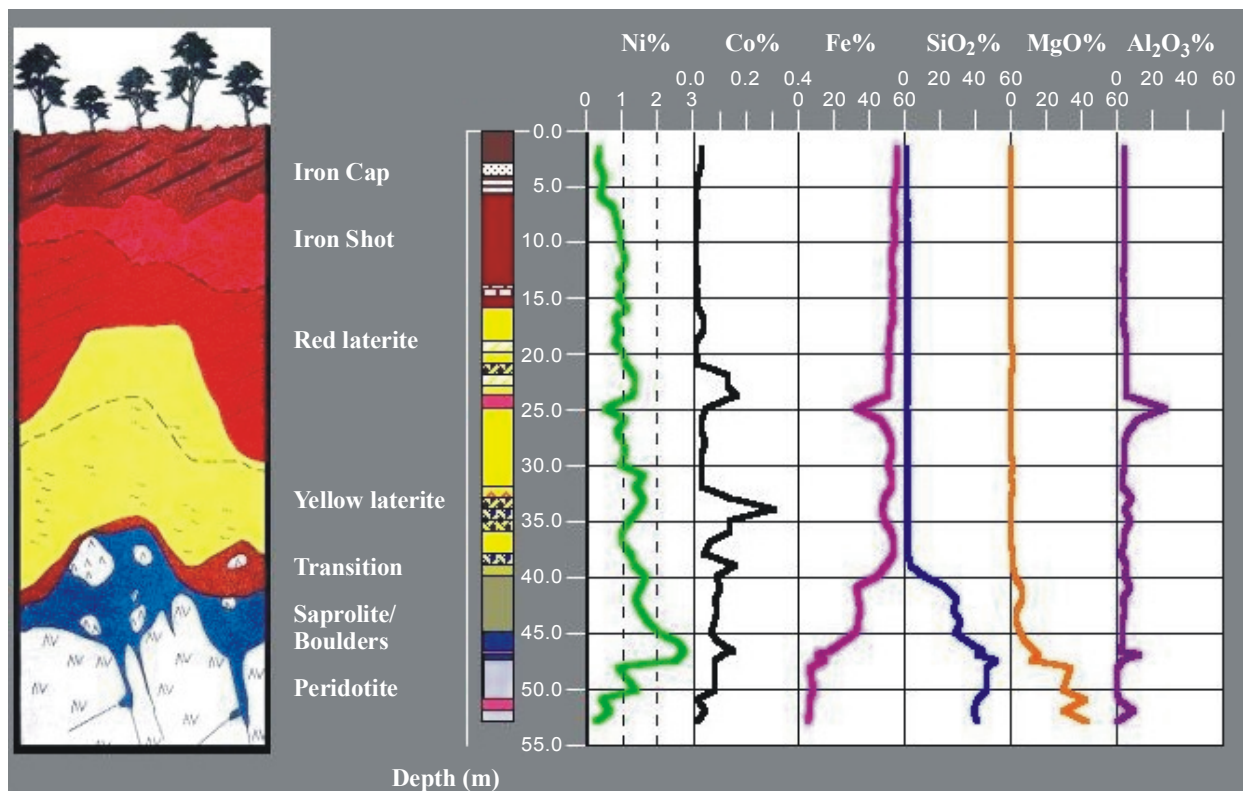 Ni% Co% Fe% SiO₂% MgO% Al₂O₃%
0.0 0.2 0.4 0 20 40 60 0 20 40 60
0 1 2 3 0 20 40 60 0 20 40 60
0.0
Iron Cap
5.0
Iron Shot
10.0
15.0
Red laterite
20.0
25.0
30.0
Yellow laterite
35.0
Transition
40.0
Saprolite/
Boulders
45.0
Peridotite
50.0
55.0
Depth (m)